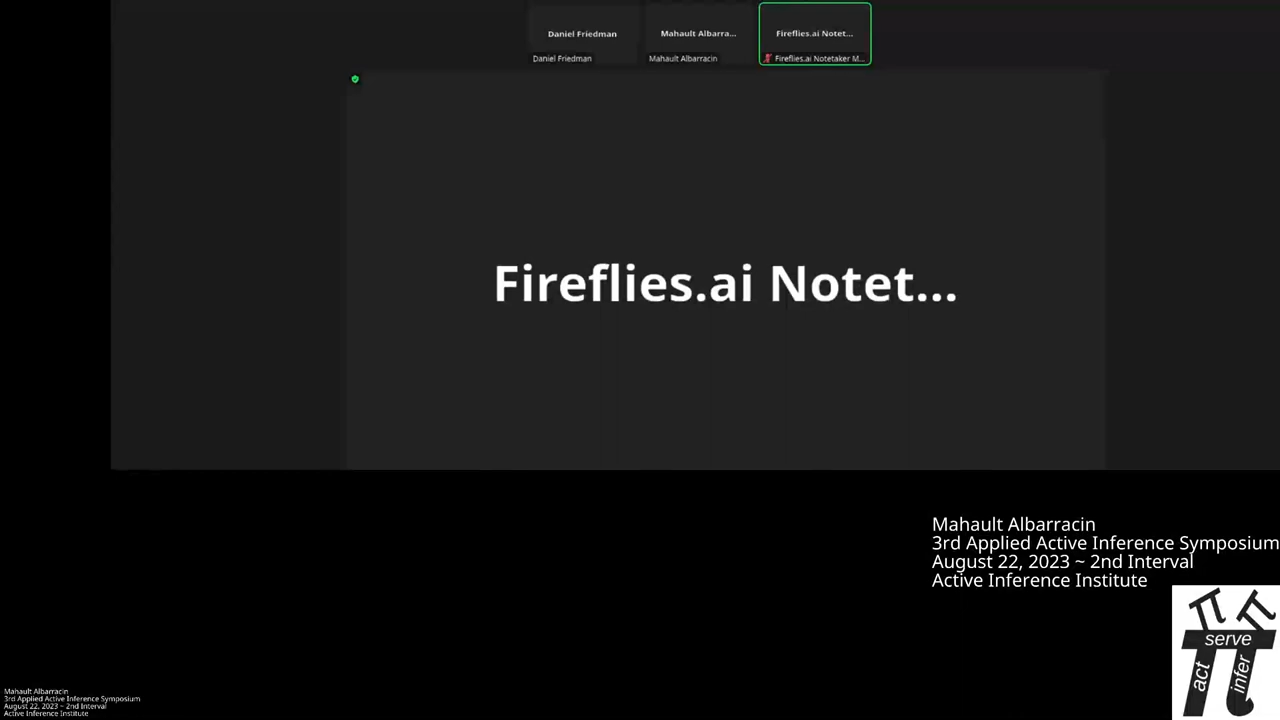 Daniel Friedman
Mahault Albarra...
Fireflies.ai Notet...
Daniel Friedman
Mahault Albarracin
Fireflies.ai Notetaker M...
Fireflies.ai Notet...
Mahault Albarracin
3rd Applied Active Inference Symposium
August 22, 2023 ~ 2nd Interval
Active Inference Institute
serve
act
infer
Mahault Albarracin
3rd Applied Active Inference Symposium
August 22, 2023 ~ 2nd Interval
Active Inference Institute